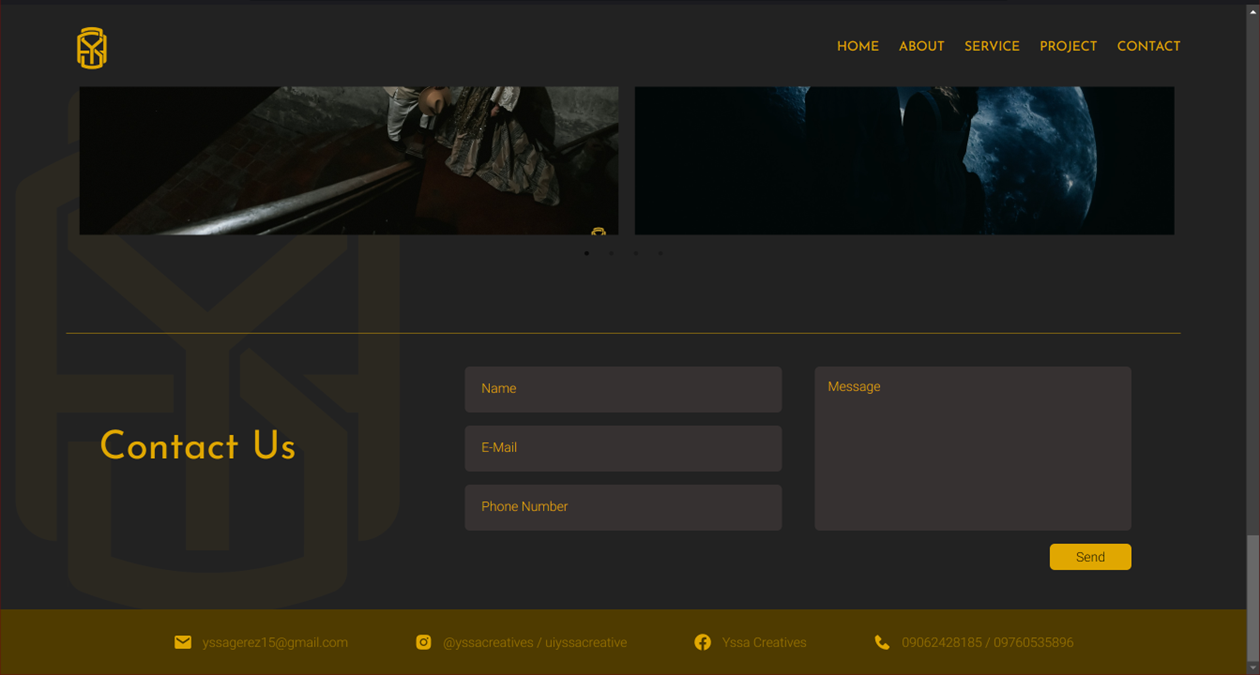 HOME ABOUT SERVICE PROJECT CONTACT
Contact Us
Name
E-Mail
Phone Number
Message
Send
yssagerez15@gmail.com @yssacreatives / uiyssacreative Yssa Creatives 09062428185 / 09760535896